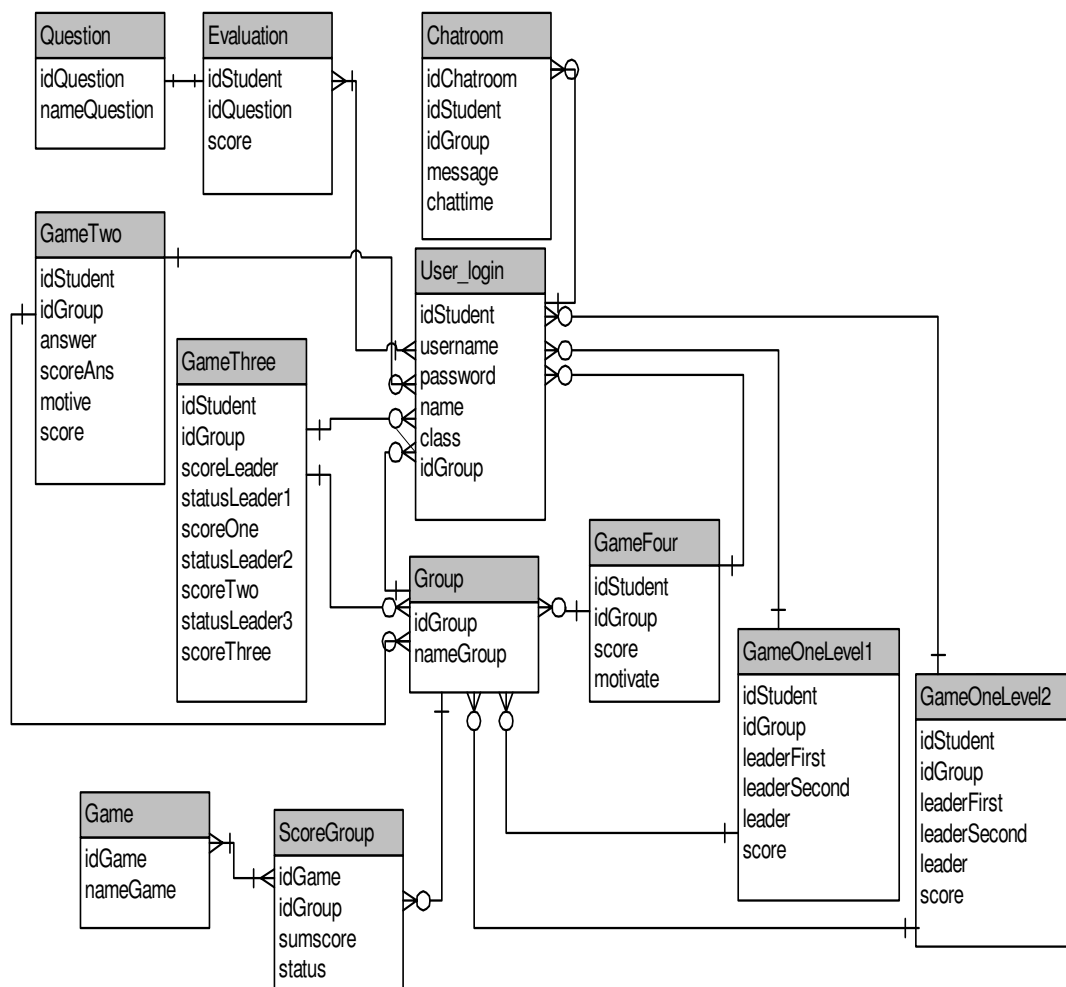 Question
idQuestion
nameQuestion
Evaluation
idStudent
idQuestion
score
Chatroom
idChatroom
idStudent
idGroup
message
chattime
GameTwo
idStudent
idGroup
answer
scoreAns
motive
score
User_login
idStudent
username
password
name
class
idGroup
GameThree
idStudent
idGroup
scoreLeader
statusLeader1
scoreOne
statusLeader2
scoreTwo
statusLeader3
scoreThree
Group
idGroup
nameGroup
GameFour
idStudent
idGroup
score
motivate
GameOneLevel1
idStudent
idGroup
leaderFirst
leaderSecond
leader
score
GameOneLevel2
idStudent
idGroup
leaderFirst
leaderSecond
leader
score
Game
idGame
nameGame
ScoreGroup
idGame
idGroup
sumscore
status